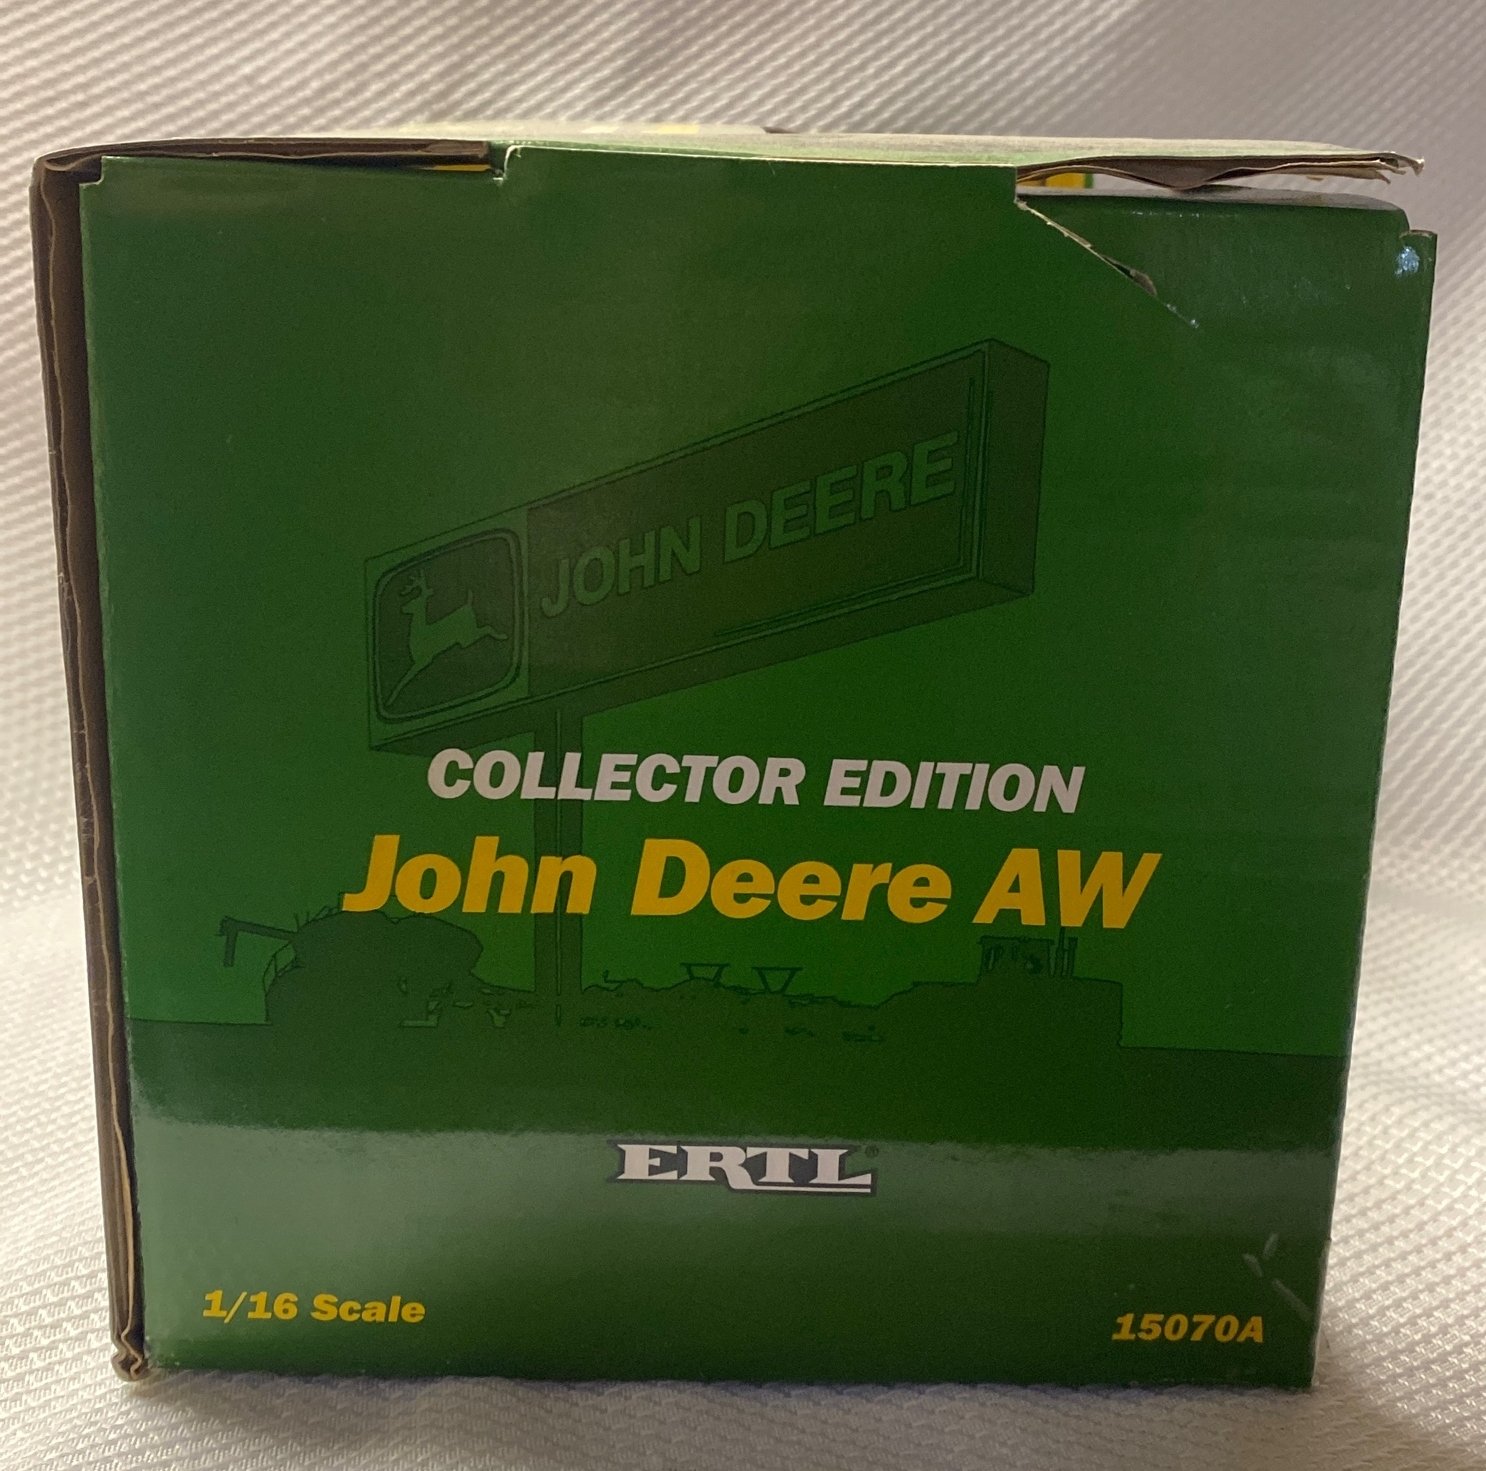 JOHN DEERE
COLLECTOR EDITION
John Deere AW
ERTL®
1/16 Scale
15070A